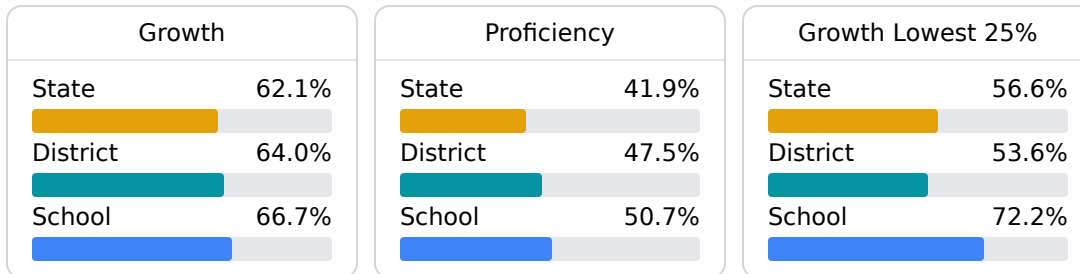 Growth
State 62.1%
District 64.0%
School 66.7%
Proficiency
State 41.9%
District 47.5%
School 50.7%
Growth Lowest 25%
State 56.6%
District 53.6%
School 72.2%